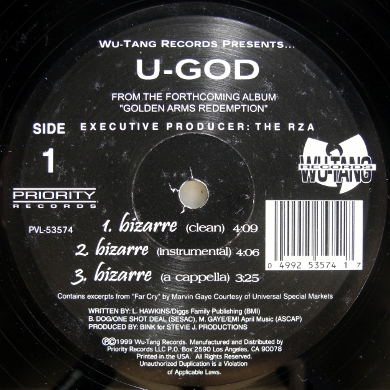 WU-TANG RECORDS PRESENTS...
U-GOD
FROM THE FORTHCOMING ALBUM
"GOLDEN ARMS REDEMPTION"
SIDE EXECUTIVE PRODUCER: THE RZA
1
WU-TANG
RECORDS
PRIORITY
RECORDS
PVL-53574
1. bizarre (clean) 4:09
2. bizarre (instrumental) 4:06
3. bizarre (a cappella) 3:25
0 4992 53574 1 7
Contains excerpts from "Far Cry" by Marvin Gaye Courtesy of Universal Special Markets
WRITTEN BY: L. HAWKINS/Diggs Family Publishing (BMI)
B. DOG/ONE SHOT DEAL (SESAC), M. GAYE/EMI April Music (ASCAP)
PRODUCED BY: BINK for STEVIE J. PRODUCTIONS
℗©1999 Wu-Tang Records. Manufactured and Distributed by
Priority Records LLC P.O. Box 2590 Los Angeles, CA 90078
Printed in the USA. All Rights Reserved.
Unauthorized Duplication is a Violation
of Applicable Laws.